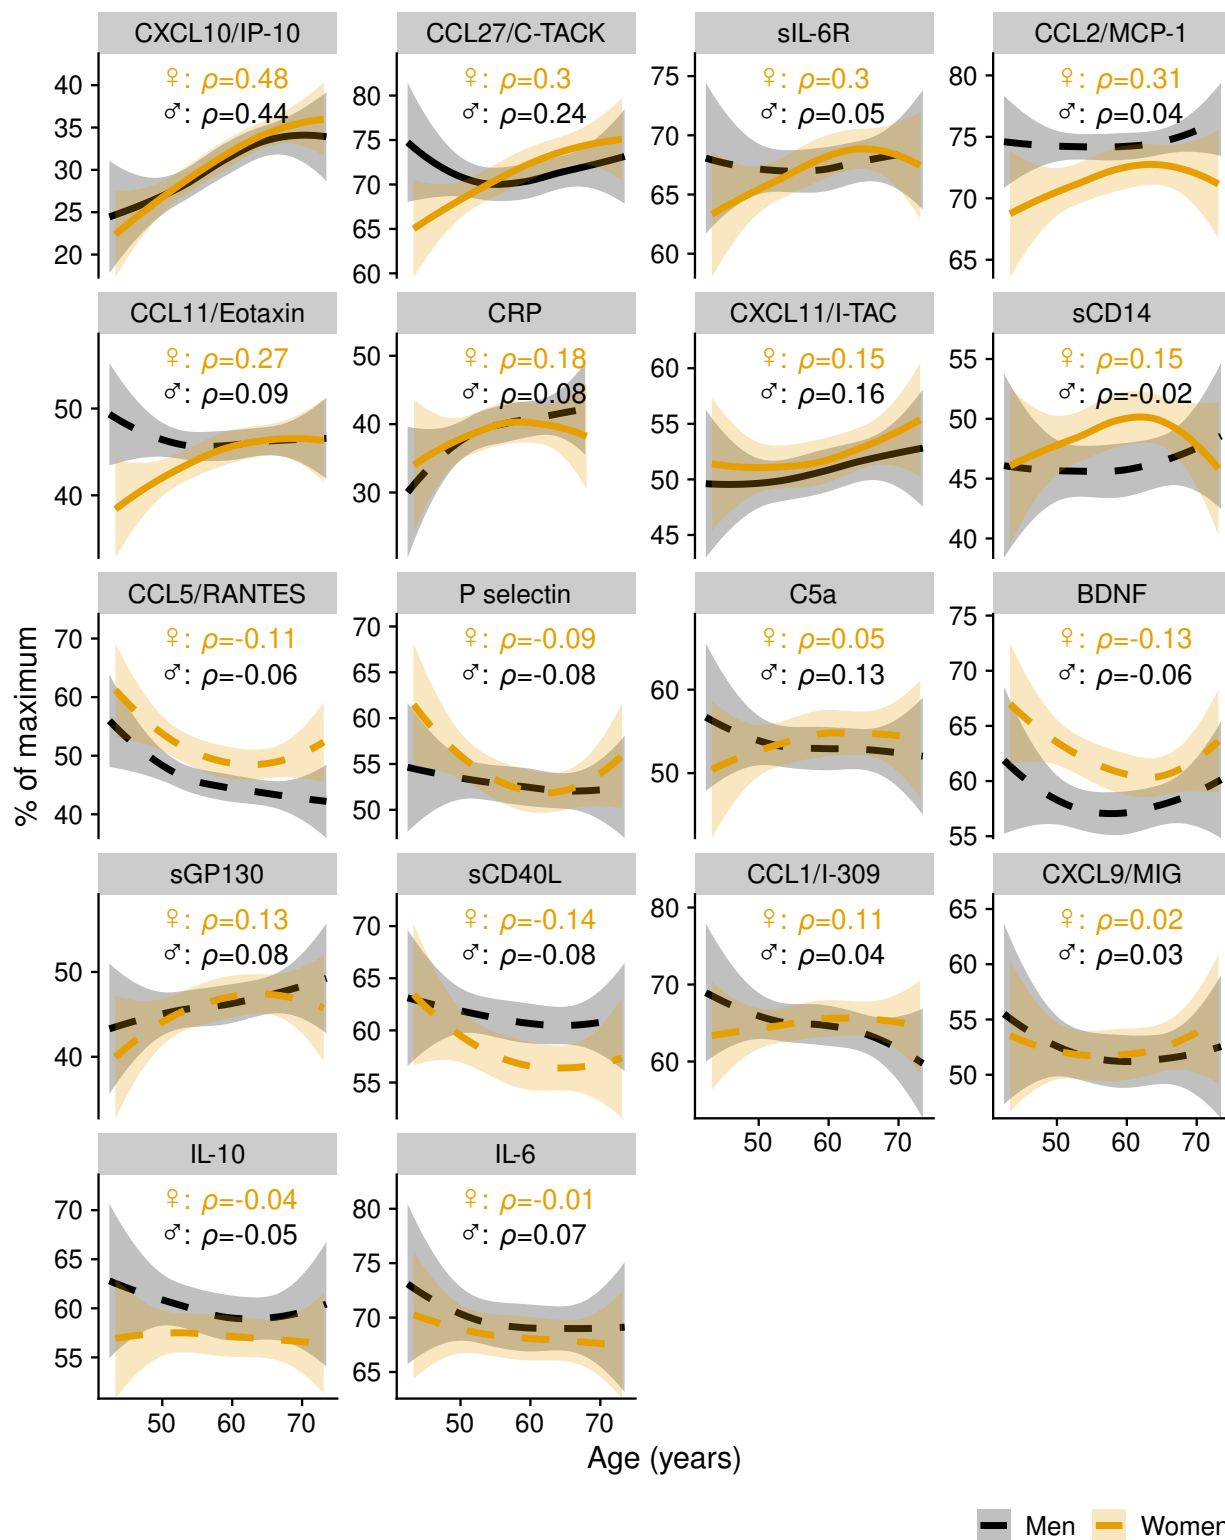 CXCL10/IP-10 CCL27/C-TACK sIL-6R CCL2/MCP-1
♀: ρ=0.48 ♀: ρ=0.3 ♀: ρ=0.3 ♀: ρ=0.31
♂: ρ=0.44 ♂: ρ=0.24 ♂: ρ=0.05 ♂: ρ=0.04
40 80 75 80
35 75 70 75
30 70 65 70
25 65 60 65
20 60
CCL11/Eotaxin CRP CXCL11/I-TAC sCD14
♀: ρ=0.27 ♀: ρ=0.18 ♀: ρ=0.15 ♀: ρ=0.15
♂: ρ=0.09 ♂: ρ=0.08 ♂: ρ=0.16 ♂: ρ=-0.02
50 50 60 55
40 40 55 50
30 50 45
45 40
CCL5/RANTES P selectin C5a BDNF
♀: ρ=-0.11 ♀: ρ=-0.09 ♀: ρ=0.05 ♀: ρ=-0.13
♂: ρ=-0.06 ♂: ρ=-0.08 ♂: ρ=0.13 ♂: ρ=-0.06
70 70 60 75
60 65 50 70
50 60 65
40 55 60
50 55
% of maximum
sGP130 sCD40L CCL1/I-309 CXCL9/MIG
♀: ρ=0.13 ♀: ρ=-0.14 ♀: ρ=0.11 ♀: ρ=0.02
♂: ρ=0.08 ♂: ρ=-0.08 ♂: ρ=0.04 ♂: ρ=0.03
50 70 80 65
40 65 70 60
60 60 55
55 50
50 60 70 50 60 70
IL-10 IL-6
♀: ρ=-0.04 ♀: ρ=-0.01
♂: ρ=-0.05 ♂: ρ=0.07
70 80
65 75
60 70
55 65
50 60 70 50 60 70
Age (years)
Men Women